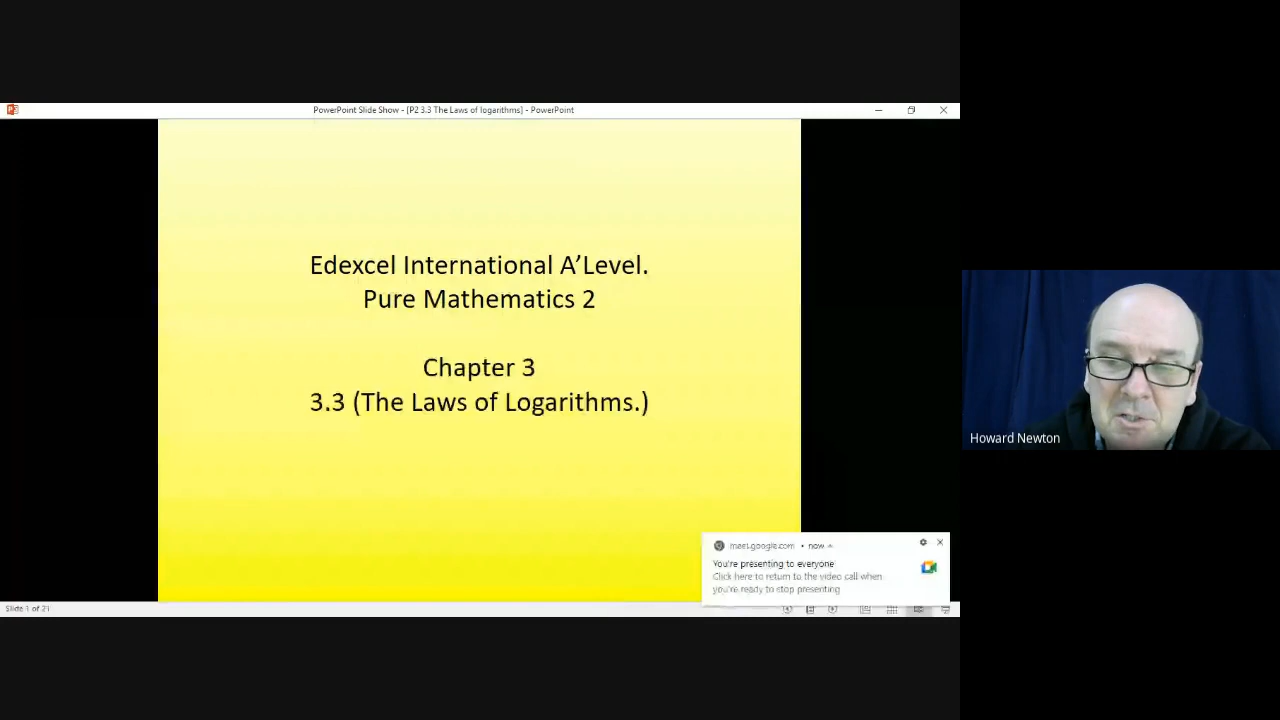 PowerPoint Slide Show - [P2 3.3 The Laws of logarithms] - PowerPoint
Edexcel International A’Level.
Pure Mathematics 2
Chapter 3
3.3 (The Laws of Logarithms.)
Howard Newton
meet.google.com • now
You're presenting to everyone
Click here to return to the video call when
you're ready to stop presenting
Slide 1 of 21